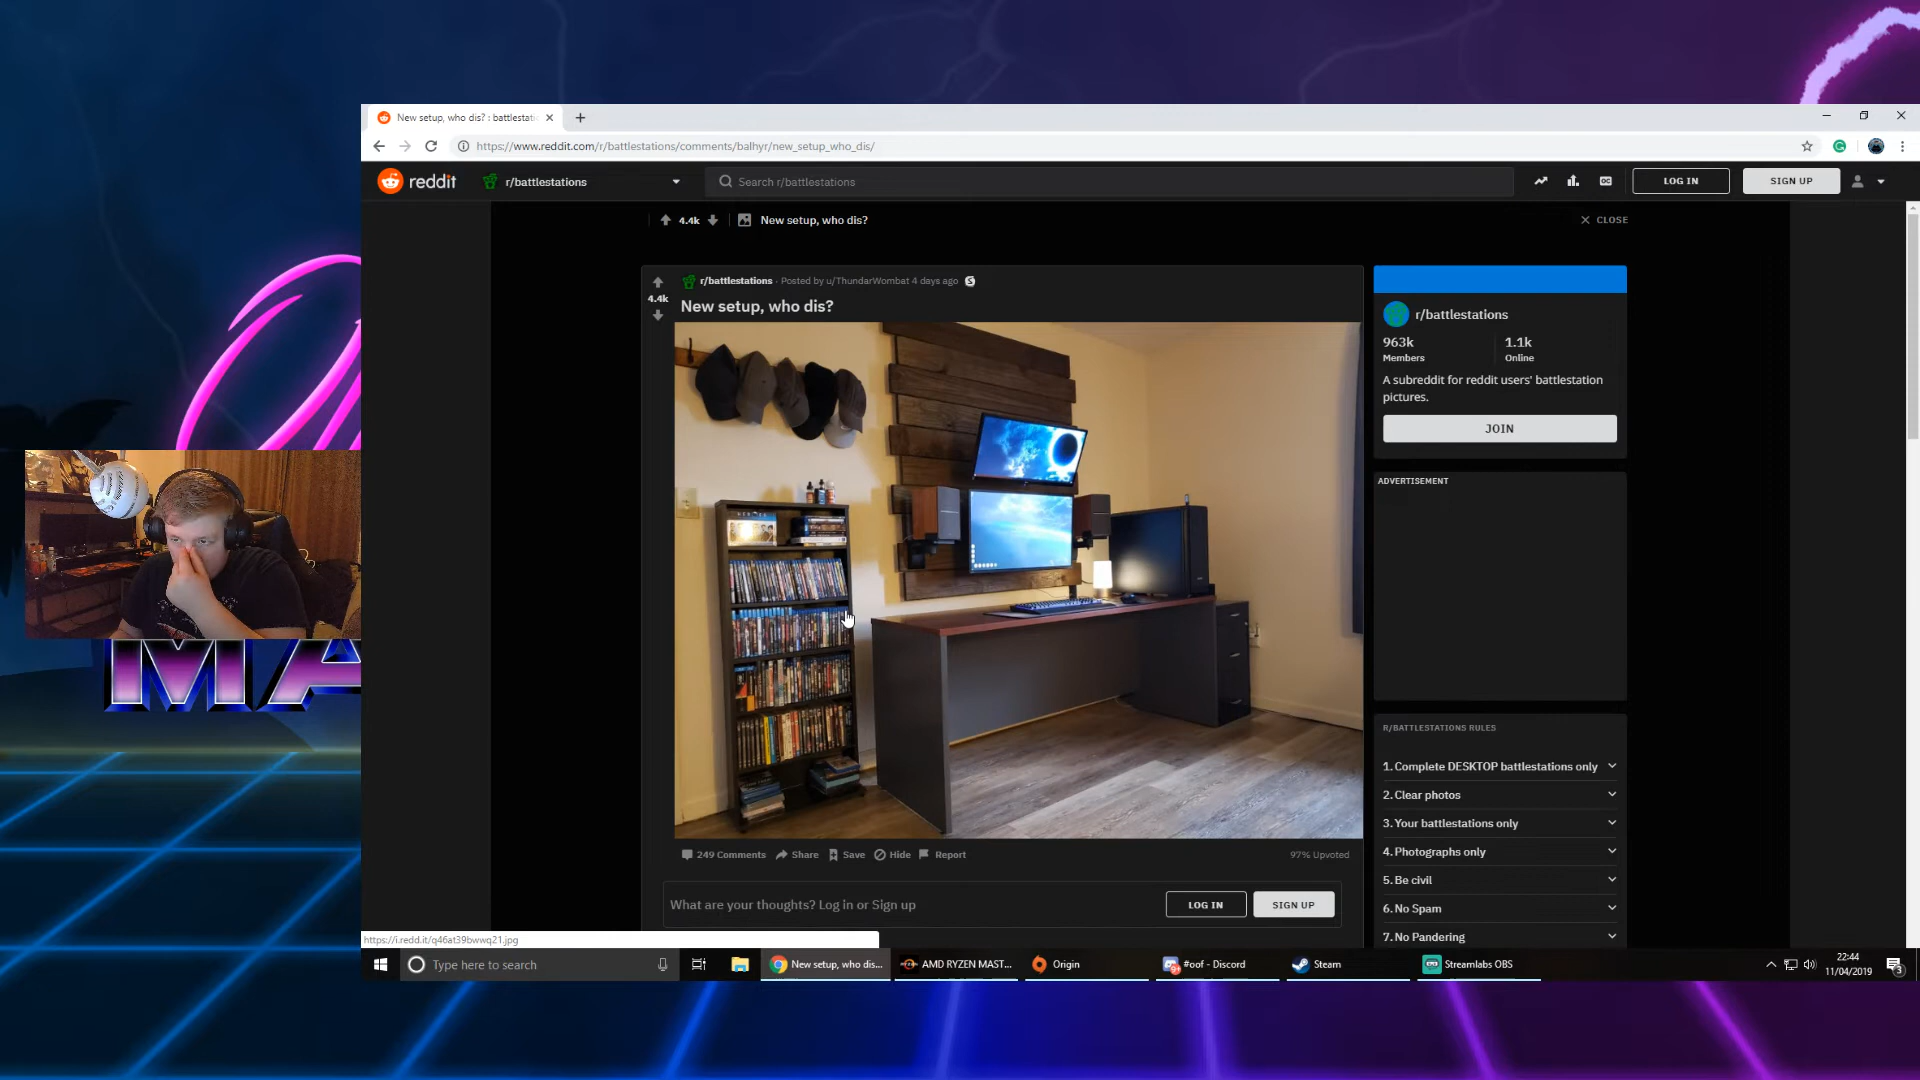 New setup, who dis? : battlestati
https://www.reddit.com/r/battlestations/comments/balhyr/new_setup_who_dis/
reddit
r/battlestations
Search r/battlestations
LOG IN
SIGN UP
4.4k
New setup, who dis?
CLOSE
r/battlestations · Posted by u/ThundarWombat 4 days ago
4.4k
New setup, who dis?
249 Comments
Share
Save
Hide
Report
97% Upvoted
What are your thoughts? Log in or Sign up
LOG IN
SIGN UP
r/battlestations
963k
Members
1.1k
Online
A subreddit for reddit users' battlestation
pictures.
JOIN
ADVERTISEMENT
R/BATTLESTATIONS RULES
1. Complete DESKTOP battlestations only
2. Clear photos
3. Your battlestations only
4. Photographs only
5. Be civil
6. No Spam
7. No Pandering
MA
https://i.redd.it/q46at39bwwq21.jpg
Type here to search
New setup, who dis...
AMD RYZEN MAST...
Origin
#oof - Discord
Steam
Streamlabs OBS
22:44
11/04/2019
3